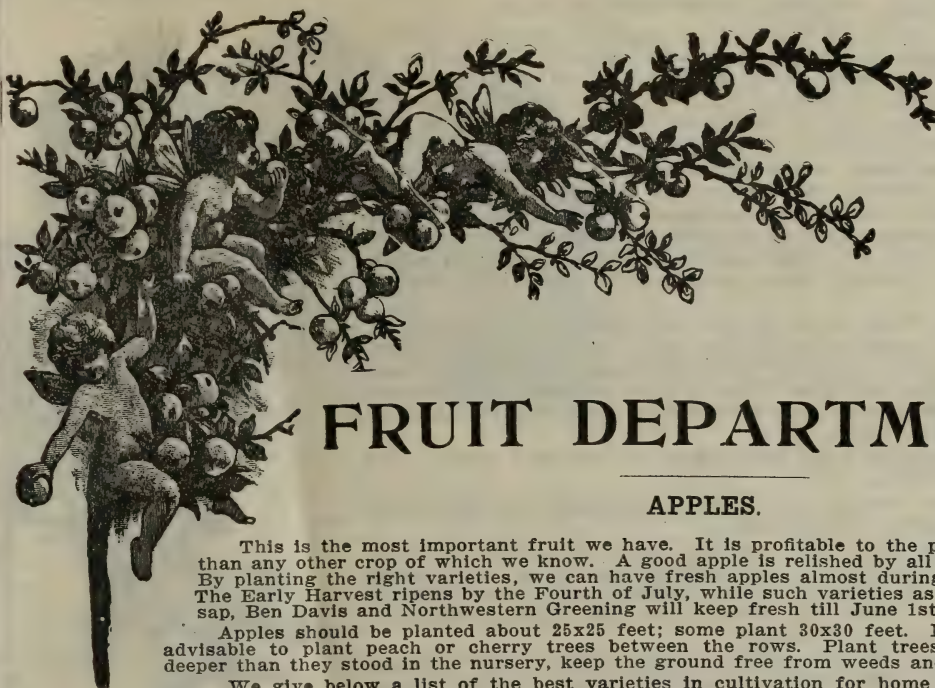 FRUIT DEPARTM
APPLES.
This is the most important fruit we have. It is profitable to the p
than any other crop of which we know. A good apple is relished by all
By planting the right varieties, we can have fresh apples almost during
The Early Harvest ripens by the Fourth of July, while such varieties as
sap, Ben Davis and Northwestern Greening will keep fresh till June 1st
Apples should be planted about 25x25 feet; some plant 30x30 feet. I
advisable to plant peach or cherry trees between the rows. Plant trees
deeper than they stood in the nursery, keep the ground free from weeds an
We give below a list of the best varieties in cultivation for home